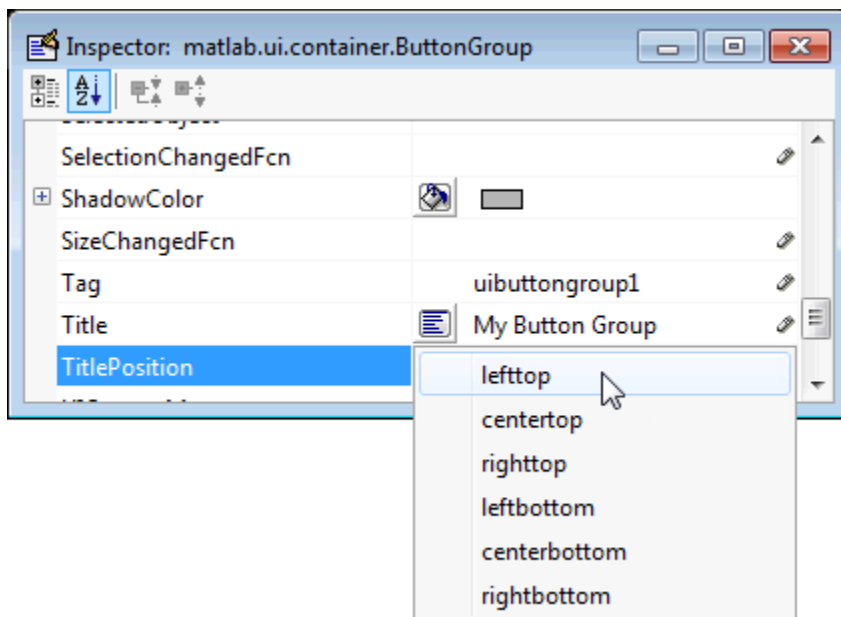 Inspector: matlab.ui.container.ButtonGroup
SelectionChangedFcn
ShadowColor
SizeChangedFcn
Tag uibuttongroup1
Title My Button Group
TitlePosition
lefttop
centertop
righttop
leftbottom
centerbottom
rightbottom